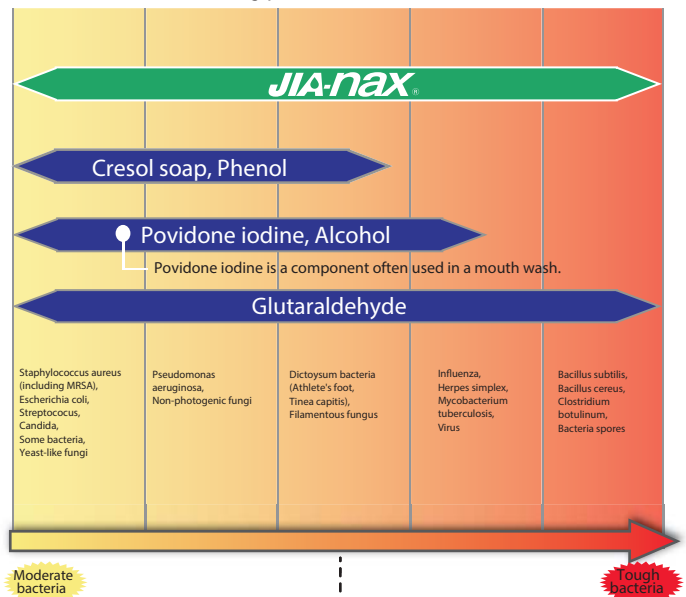 JIA-nax®
Cresol soap, Phenol
Povidone iodine, Alcohol
Povidone iodine is a component often used in a mouth wash.
Glutaraldehyde
Staphylococcus aureus
(including MRSA),
Escherichia coli,
Streptococus,
Candida,
Some bacteria,
Yeast-like fungi
Pseudomonas
aeruginosa,
Non-photogenic fungi
Dictoysum bacteria
(Athlete's foot,
Tinea capitis),
Filamentous fungus
Influenza,
Herpes simplex,
Mycobacterium
tuberculosis,
Virus
Bacillus subtilis,
Bacillus cereus,
Clostridium
botulinum,
Bacteria spores
Moderate
bacteria
Tough
bacteria